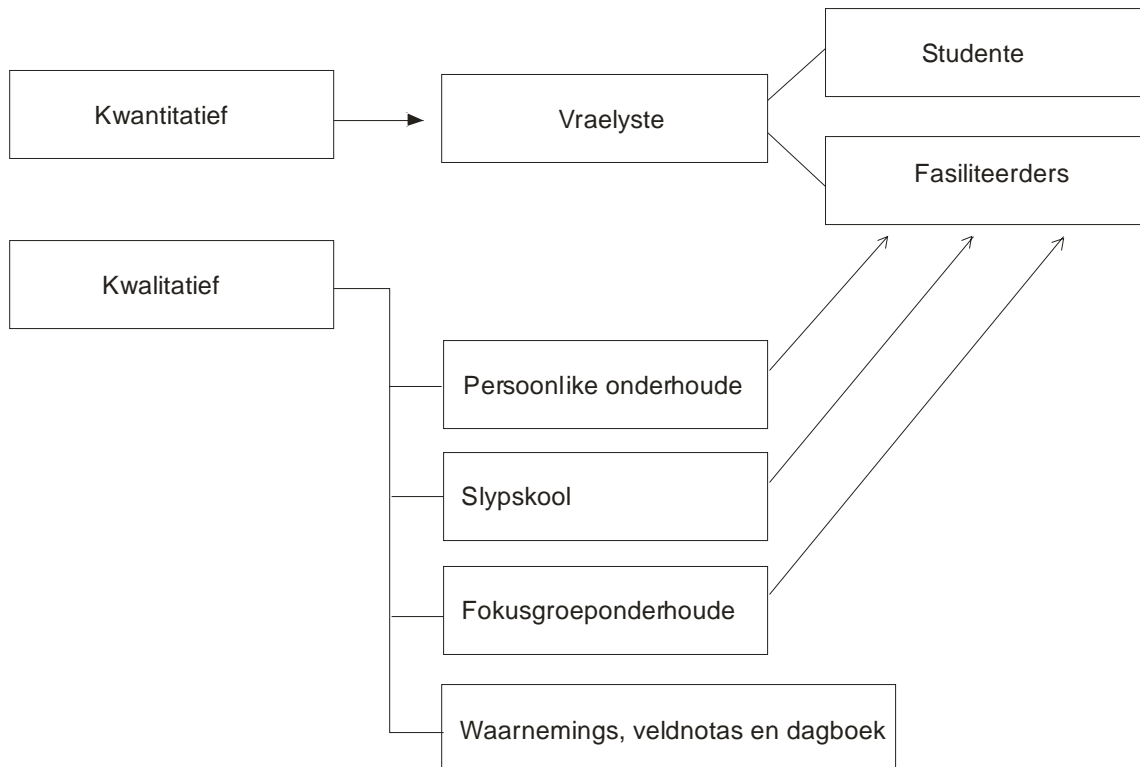 Studente
Kwantitatief
Vraelyste
Fasiliteerders
Kwalitatief
Persoonlike onderhoude
Slypskool
Fokusgroeponderhoude
Waarnemings, veldnotas en dagboek